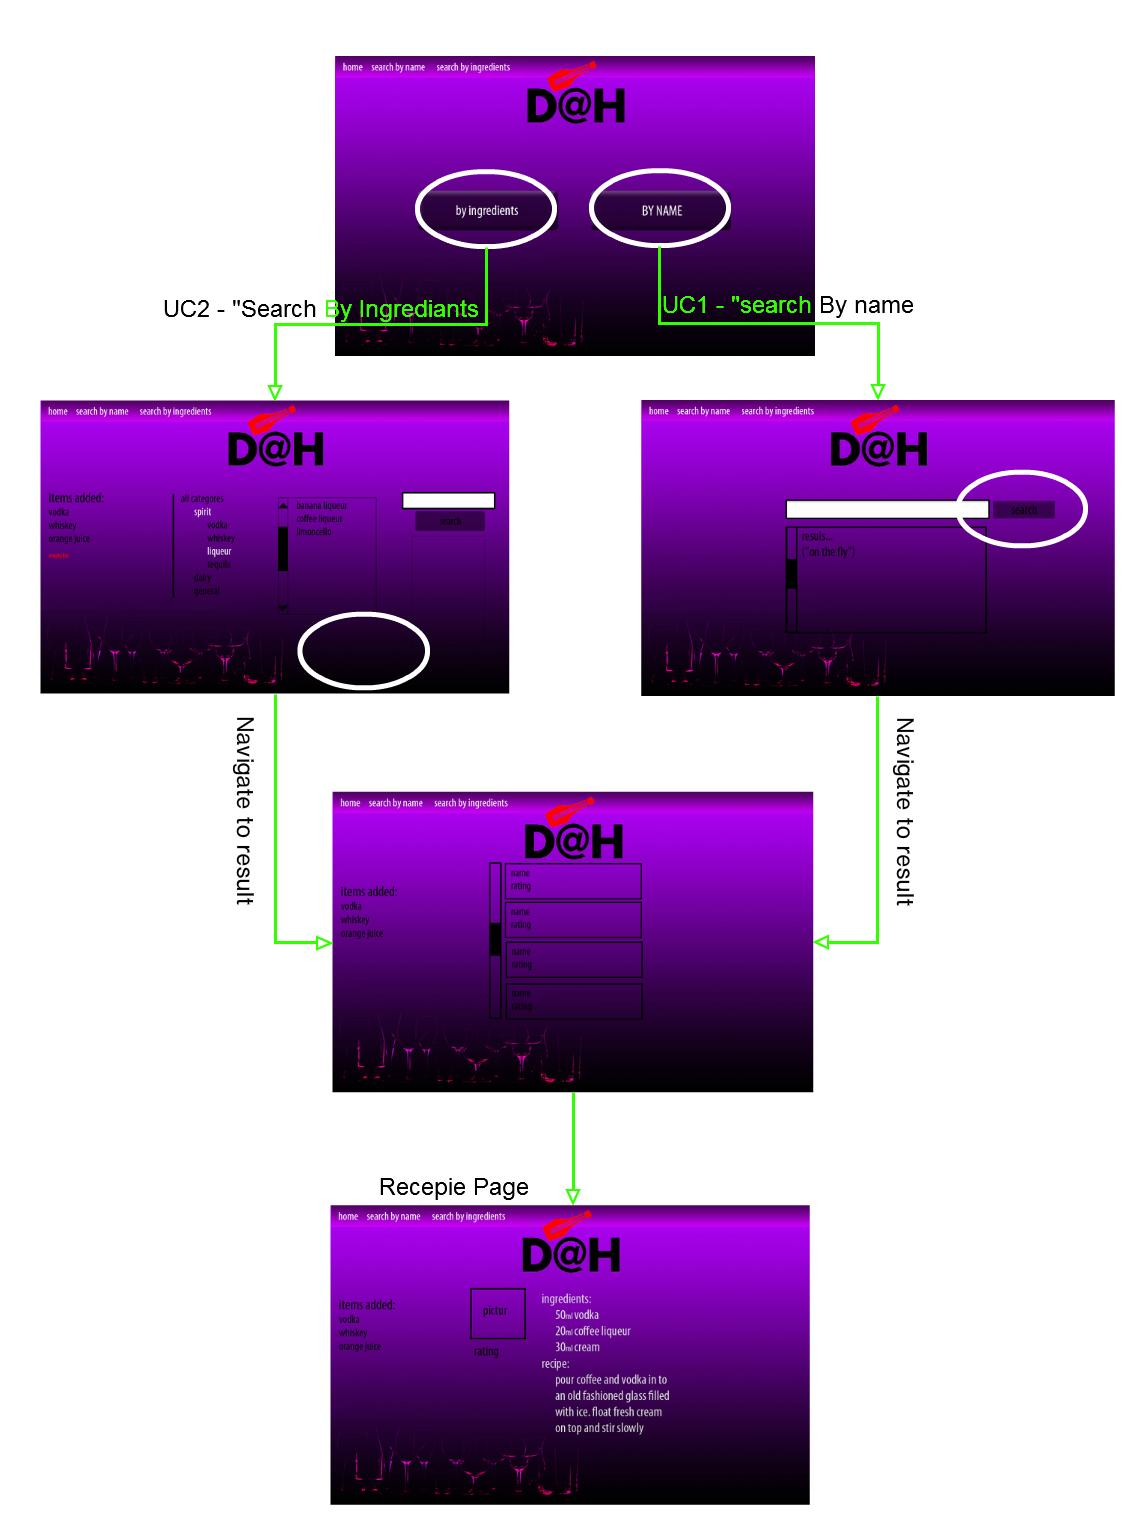 home search by name search by ingredients
D@H
by ingredients
BY NAME
UC2 - "Search By Ingrediants
UC1 - "search By name
home search by name search by ingredients
D@H
items added:
vodka
whiskey
orange juice
all categores
spirit
vodka
whiskey
liqueur
tequila
dairy
general
banana liqueur
coffee liqueur
limoncello
search
home search by name search by ingredients
D@H
search
resuls...
("on the fly")
Navigate to result
Navigate to result
home search by name search by ingredients
D@H
items added:
vodka
whiskey
orange juice
name
rating
name
rating
name
rating
name
rating
Recepie Page
home search by name search by ingredients
D@H
items added:
vodka
whiskey
orange juice
pictur
rating
ingredients:
50ml vodka
20ml coffee liqueur
30ml cream
recipe:
pour coffee and vodka in to
an old fashioned glass filled
with ice. float fresh cream
on top and stir slowly